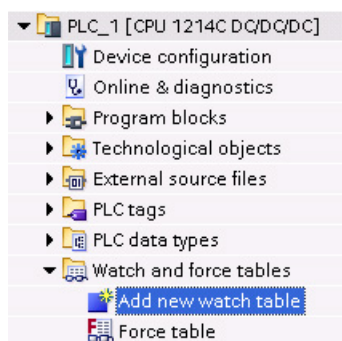 PLC_1 [CPU 1214C DC/DC/DC]
Device configuration
Online & diagnostics
Program blocks
Technological objects
External source files
PLC tags
PLC data types
Watch and force tables
Add new watch table
Force table